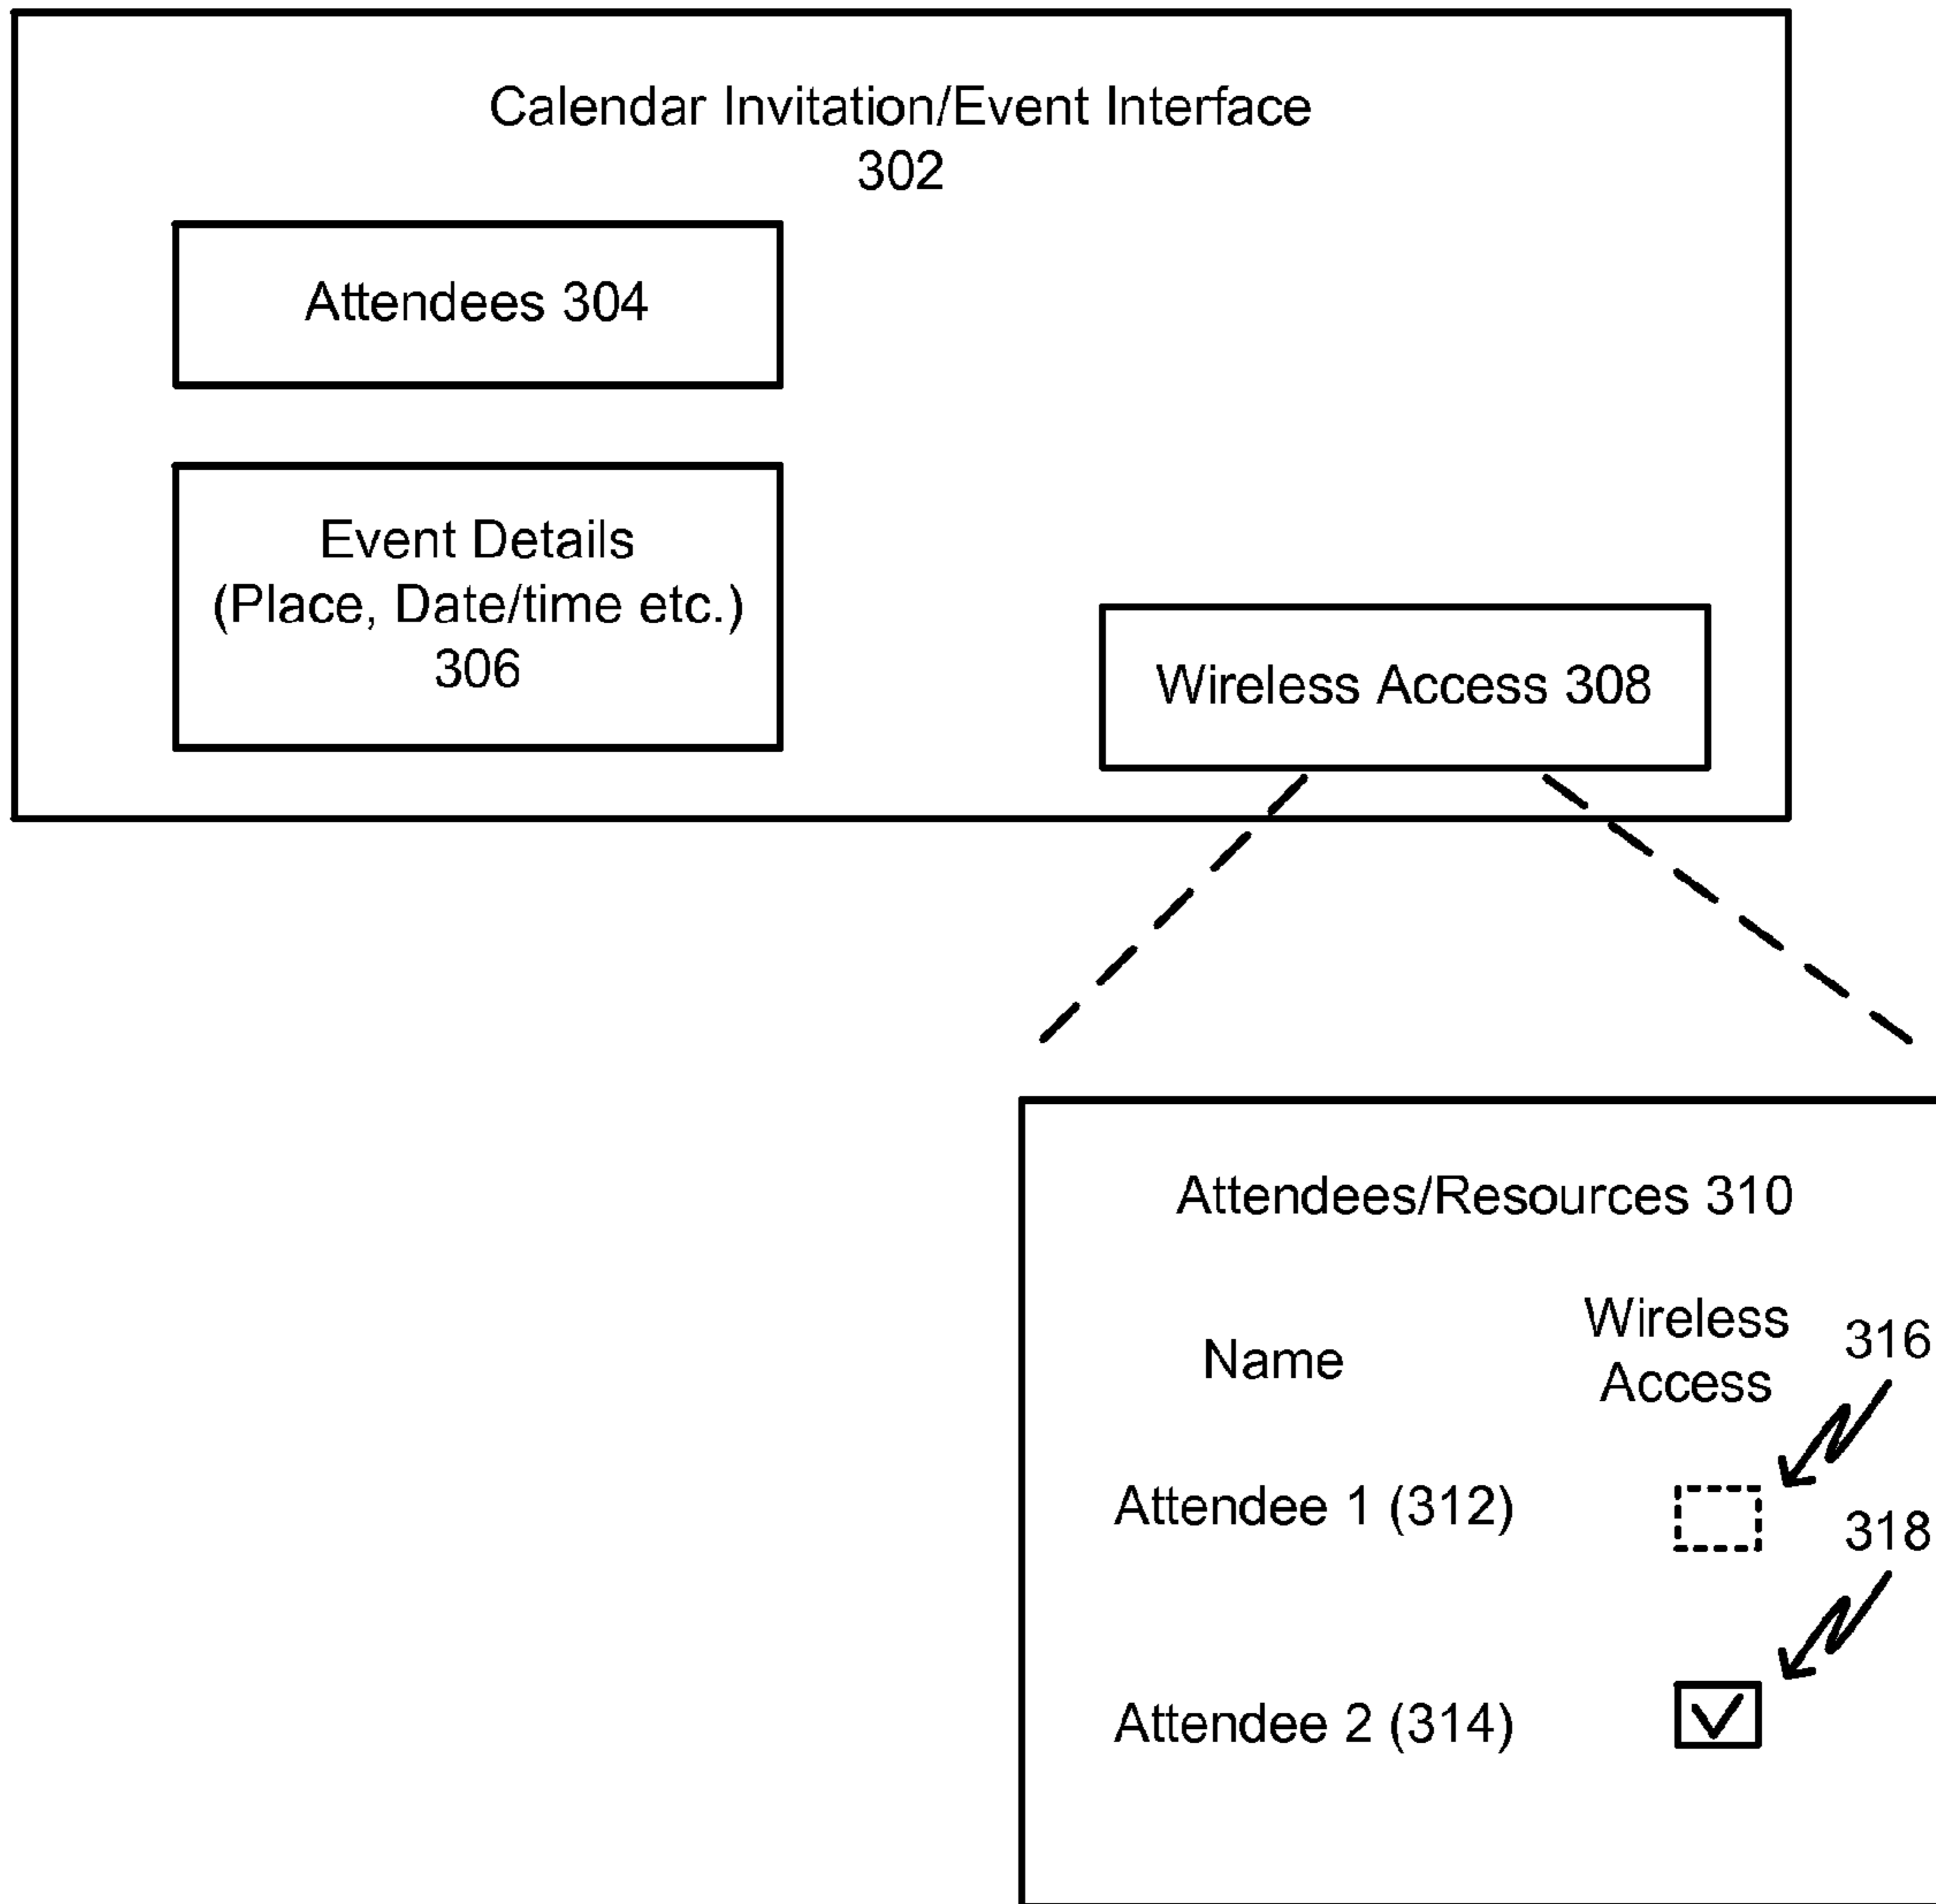 Calendar Invitation/Event Interface
302
Attendees 304
Event Details
(Place, Date/time etc.)
306
Wireless Access 308
Attendees/Resources 310
Name
Wireless
Access
316
Attendee 1 (312)
318
Attendee 2 (314)